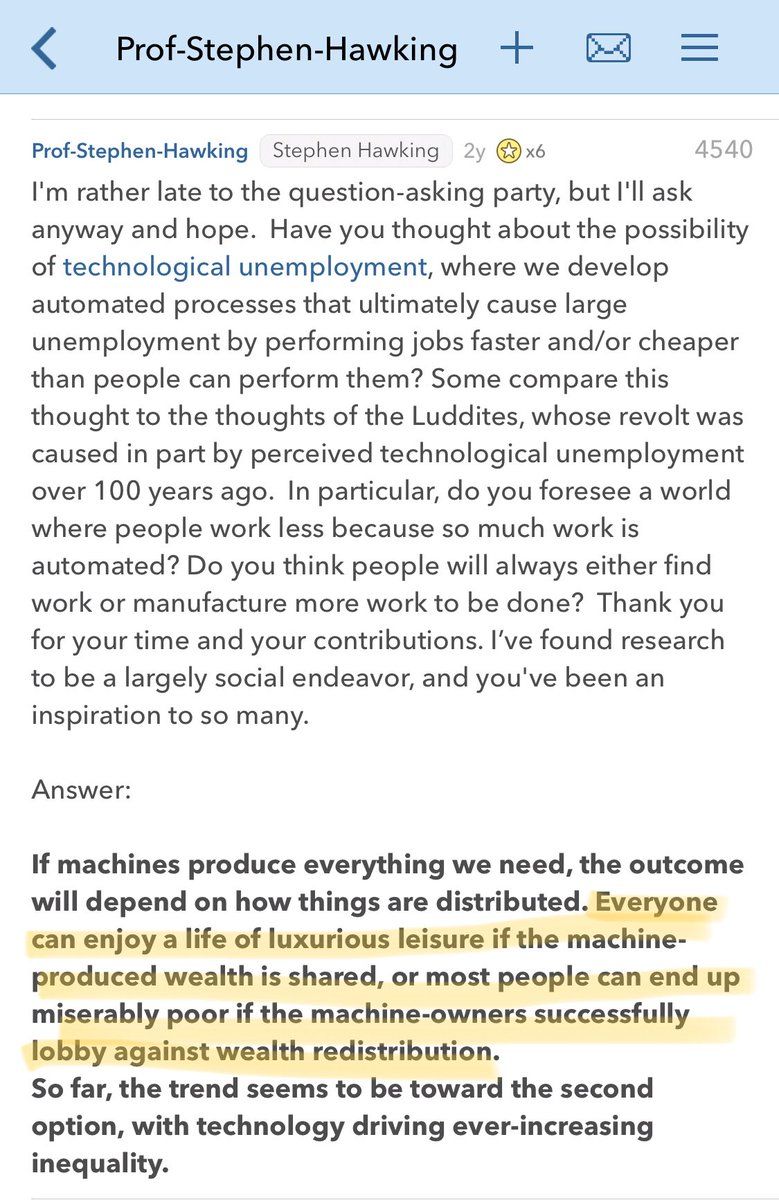 Prof-Stephen-Hawking
Prof-Stephen-Hawking Stephen Hawking 2y x6 4540
I'm rather late to the question-asking party, but I'll ask
anyway and hope.  Have you thought about the possibility
of technological unemployment, where we develop
automated processes that ultimately cause large
unemployment by performing jobs faster and/or cheaper
than people can perform them? Some compare this
thought to the thoughts of the Luddites, whose revolt was
caused in part by perceived technological unemployment
over 100 years ago.  In particular, do you foresee a world
where people work less because so much work is
automated? Do you think people will always either find
work or manufacture more work to be done?  Thank you
for your time and your contributions. I’ve found research
to be a largely social endeavor, and you've been an
inspiration to so many.
Answer:
If machines produce everything we need, the outcome
will depend on how things are distributed. Everyone
can enjoy a life of luxurious leisure if the machine-
produced wealth is shared, or most people can end up
miserably poor if the machine-owners successfully
lobby against wealth redistribution.
So far, the trend seems to be toward the second
option, with technology driving ever-increasing
inequality.